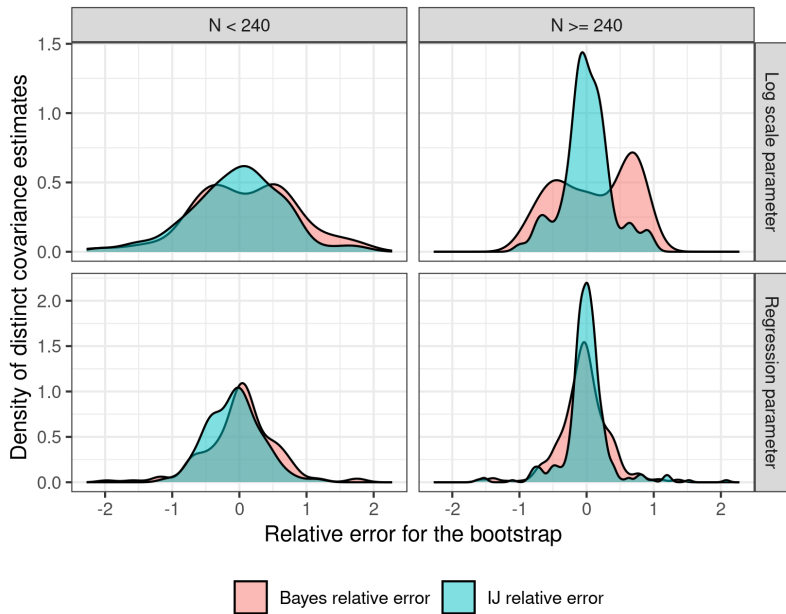 N < 240
N >= 240
Density of distinct covariance estimates
1.5
1.0
0.5
0.0
Log scale parameter
2.0
1.5
1.0
0.5
0.0
Regression parameter
-2 -1 0 1 2
-2 -1 0 1 2
Relative error for the bootstrap
Bayes relative error
IJ relative error